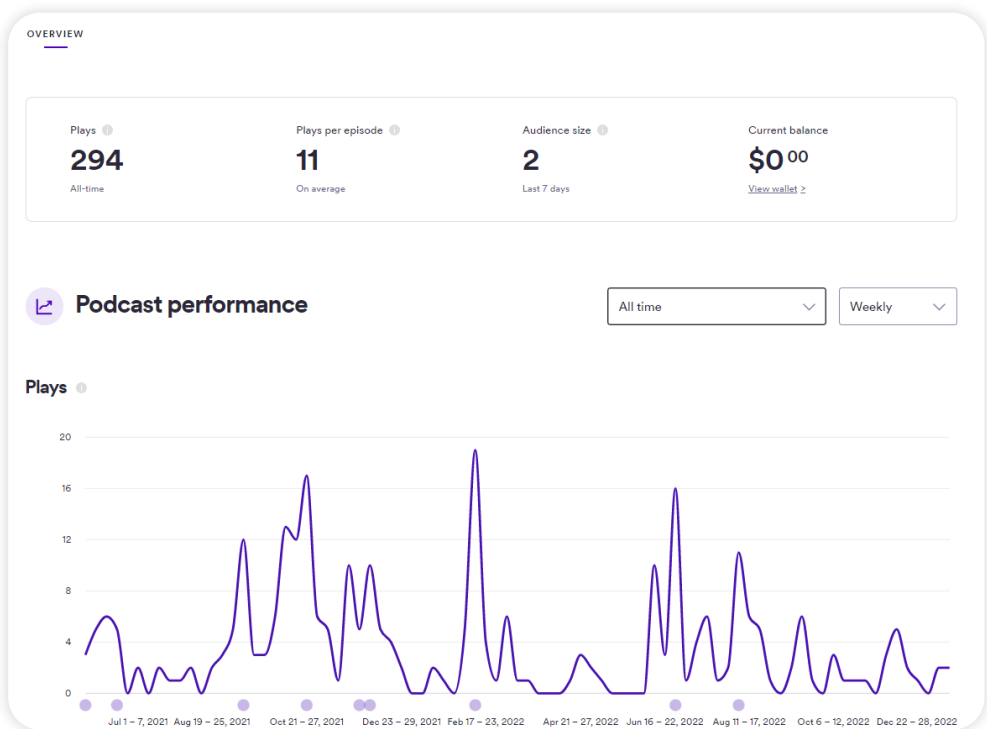 OVERVIEW
Plays Plays per episode Audience size Current balance
294 11 2 $0 00
All-time On average Last 7 days View wallet >
Podcast performance All time Weekly
Plays
20
16
12
8
4
0
Jul 1 – 7, 2021 Aug 19 – 25, 2021 Oct 21 – 27, 2021 Dec 23 – 29, 2021 Feb 17 – 23, 2022 Apr 21 – 27, 2022 Jun 16 – 22, 2022 Aug 11 – 17, 2022 Oct 6 – 12, 2022 Dec 22 – 28, 2022